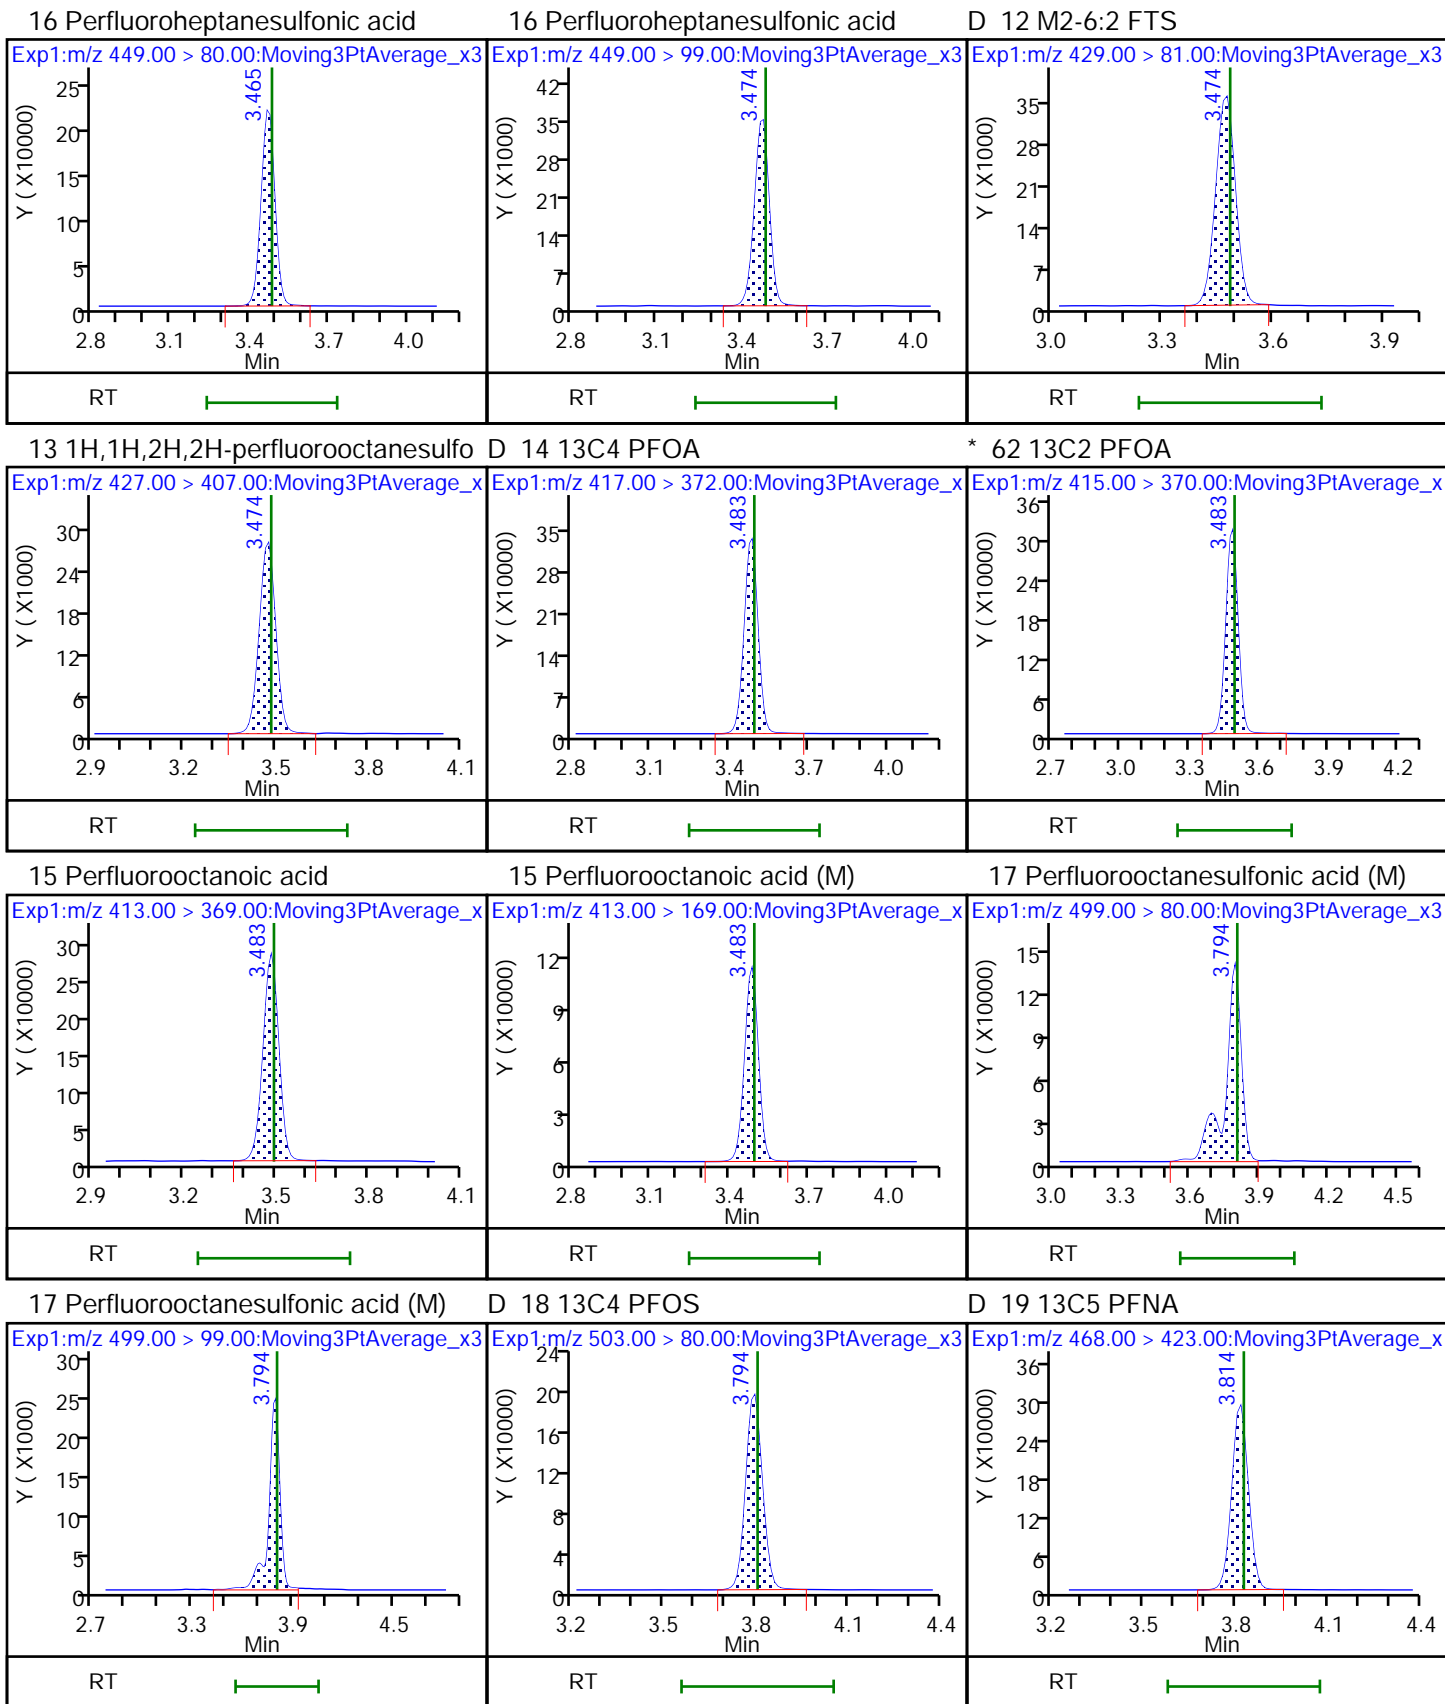 16 Perfluoroheptanesulfonic acid
16 Perfluoroheptanesulfonic acid
D 12 M2-6:2 FTS
Exp1:m/z 449.00 > 80.00:Moving3PtAverage_x3
Exp1:m/z 449.00 > 99.00:Moving3PtAverage_x3
Exp1:m/z 429.00 > 81.00:Moving3PtAverage_x3
3.465
3.474
3.474
Y ( X10000)
25
20
15
10
5
0
Y ( X1000)
42
35
28
21
14
7
0
Y ( X1000)
35
28
21
14
7
0
2.8 3.1 3.4 3.7 4.0
2.8 3.1 3.4 3.7 4.0
3.0 3.3 3.6 3.9
Min
Min
Min
RT
RT
RT
13 1H,1H,2H,2H-perfluorooctanesulfo
D 14 13C4 PFOA
* 62 13C2 PFOA
Exp1:m/z 427.00 > 407.00:Moving3PtAverage_x
Exp1:m/z 417.00 > 372.00:Moving3PtAverage_x
Exp1:m/z 415.00 > 370.00:Moving3PtAverage_x
3.474
3.483
3.483
Y ( X1000)
30
24
18
12
6
0
Y ( X10000)
35
28
21
14
7
0
Y ( X10000)
36
30
24
18
12
6
0
2.9 3.2 3.5 3.8 4.1
2.8 3.1 3.4 3.7 4.0
2.7 3.0 3.3 3.6 3.9 4.2
Min
Min
Min
RT
RT
RT
15 Perfluorooctanoic acid
15 Perfluorooctanoic acid (M)
17 Perfluorooctanesulfonic acid (M)
Exp1:m/z 413.00 > 369.00:Moving3PtAverage_x
Exp1:m/z 413.00 > 169.00:Moving3PtAverage_x
Exp1:m/z 499.00 > 80.00:Moving3PtAverage_x3
3.483
3.483
3.794
Y ( X10000)
30
25
20
15
10
5
0
Y ( X10000)
12
9
6
3
0
Y ( X10000)
15
12
9
6
3
0
2.9 3.2 3.5 3.8 4.1
2.8 3.1 3.4 3.7 4.0
3.0 3.3 3.6 3.9 4.2 4.5
Min
Min
Min
RT
RT
RT
17 Perfluorooctanesulfonic acid (M)
D 18 13C4 PFOS
D 19 13C5 PFNA
Exp1:m/z 499.00 > 99.00:Moving3PtAverage_x3
Exp1:m/z 503.00 > 80.00:Moving3PtAverage_x3
Exp1:m/z 468.00 > 423.00:Moving3PtAverage_x
3.794
3.794
3.814
Y ( X1000)
30
25
20
15
10
5
0
Y ( X10000)
24
20
16
12
8
4
0
Y ( X10000)
36
30
24
18
12
6
0
2.7 3.3 3.9 4.5
3.2 3.5 3.8 4.1 4.4
3.2 3.5 3.8 4.1 4.4
Min
Min
Min
RT
RT
RT